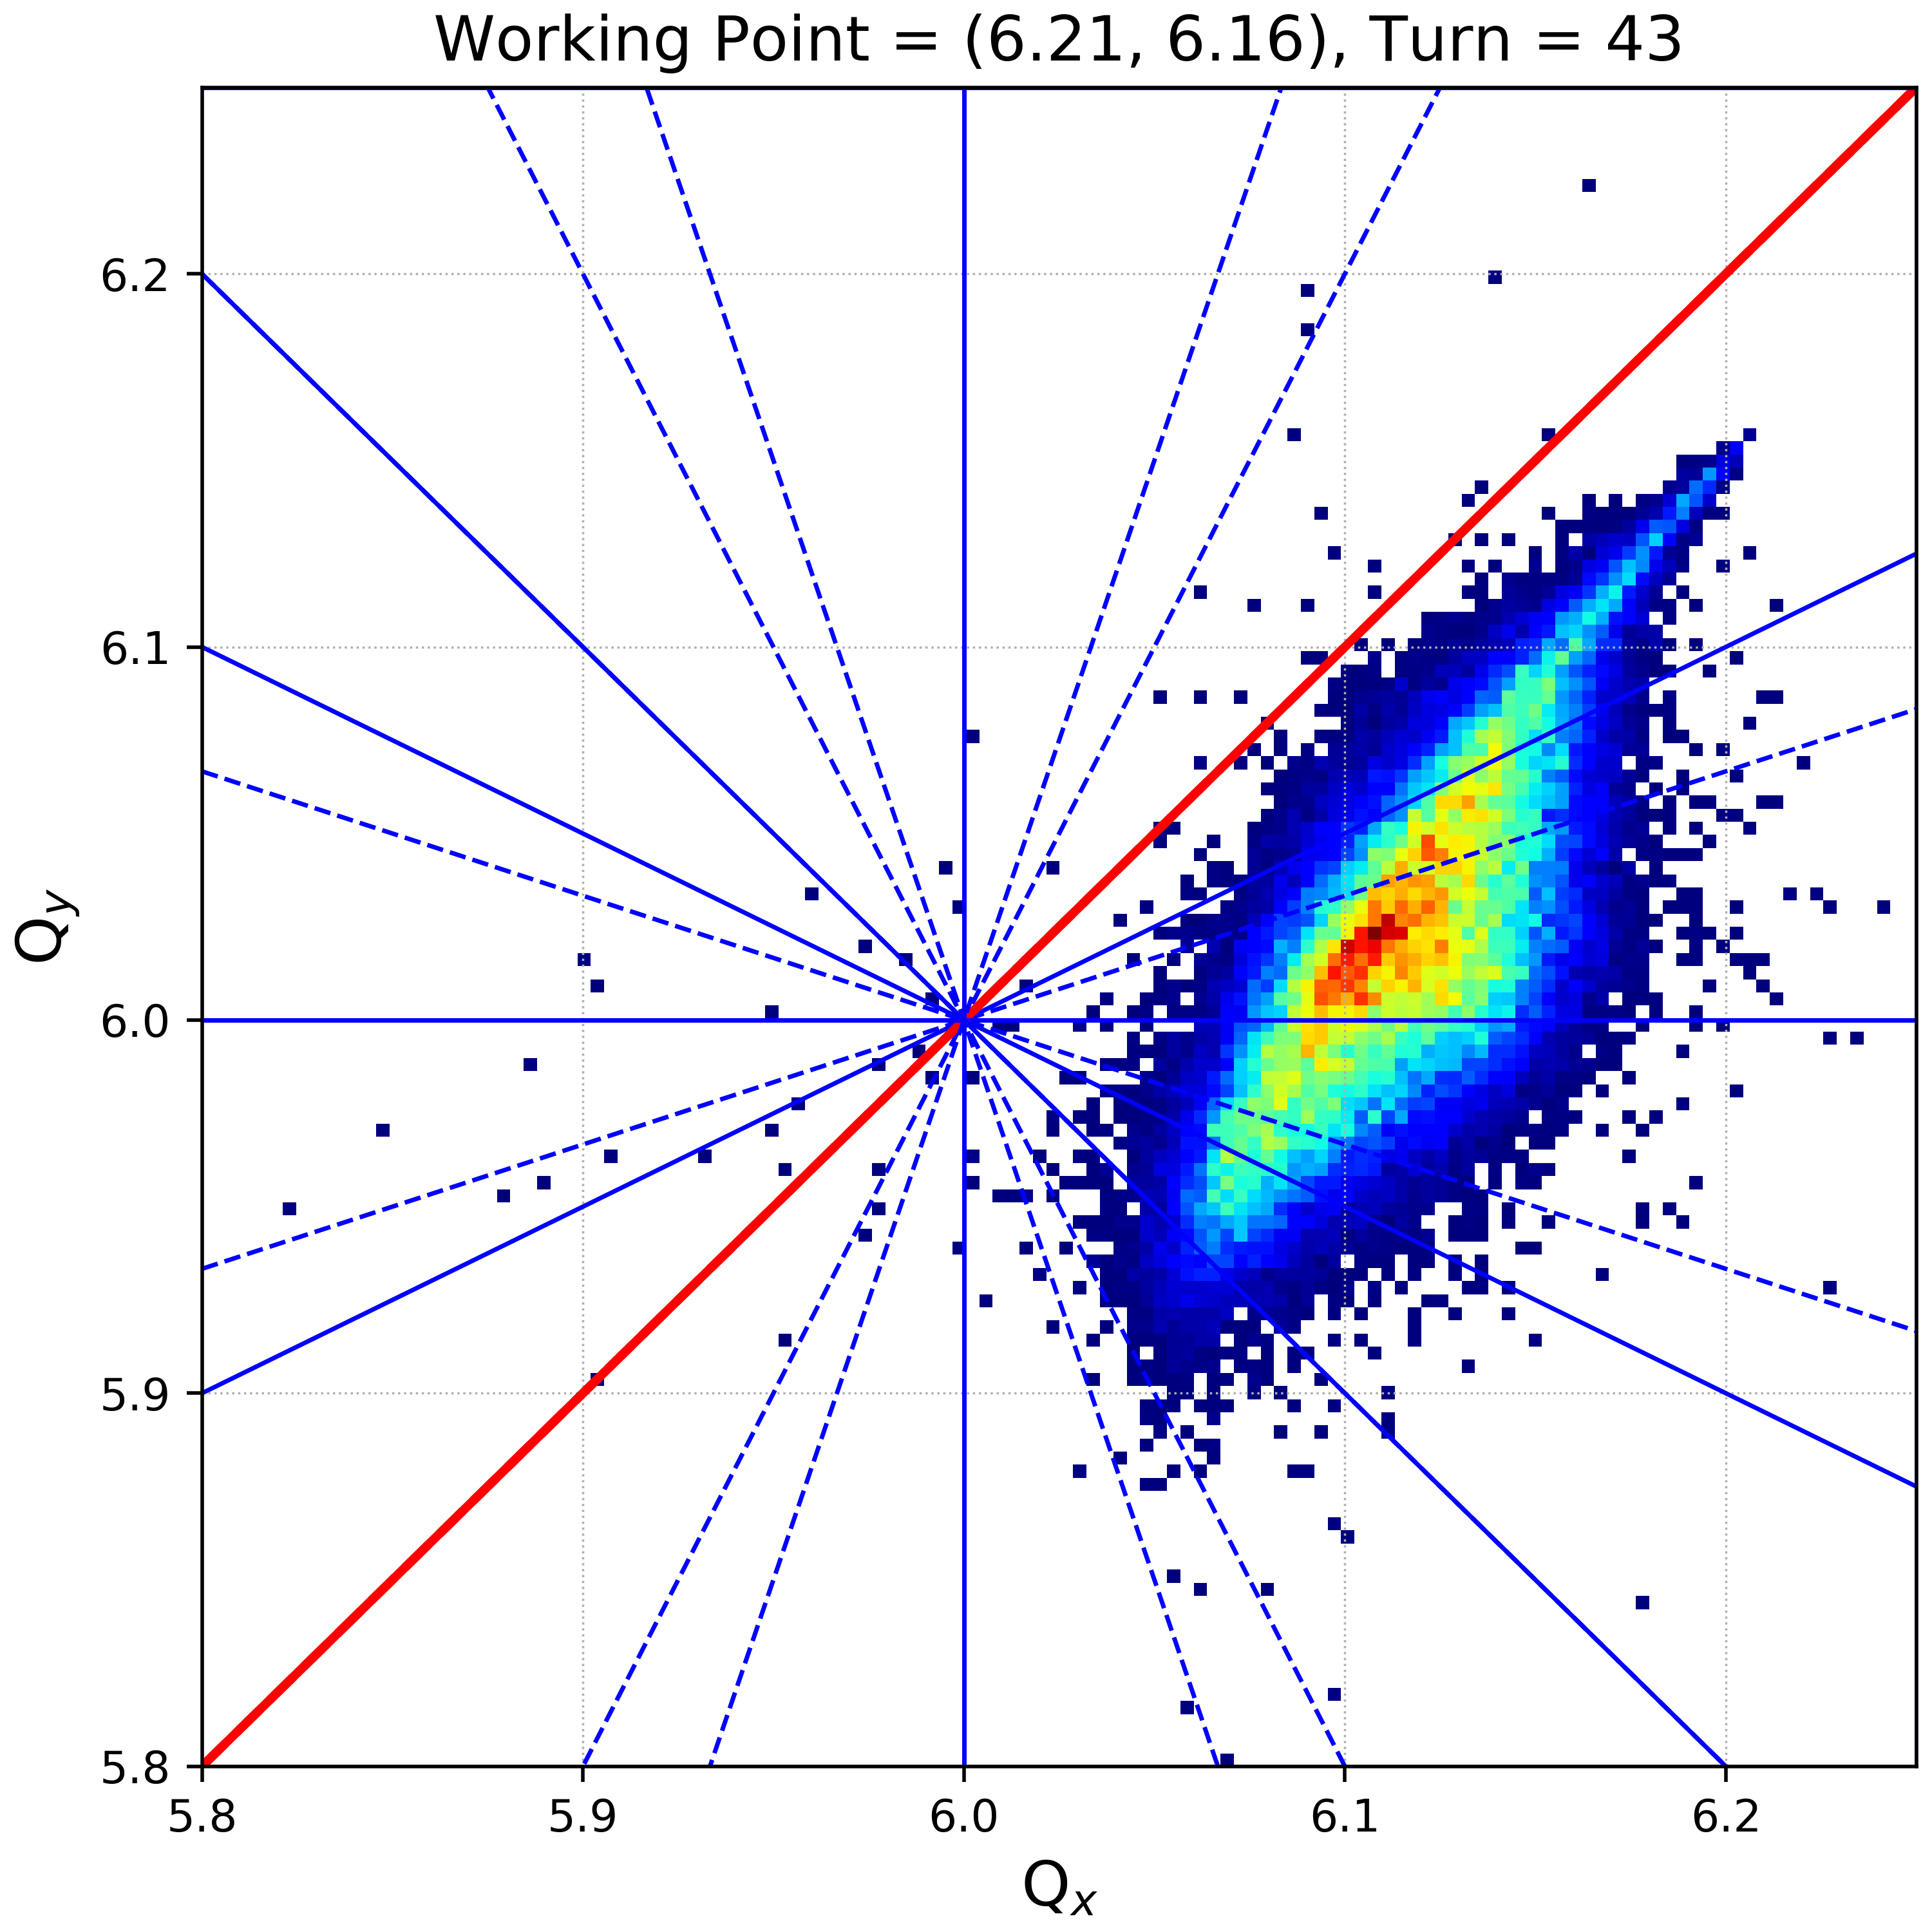 Working Point = (6.21, 6.16), Turn = 43
6.2
6.1
6.0
5.9
5.8
Qy
5.8 5.9 6.0 6.1 6.2
Qx